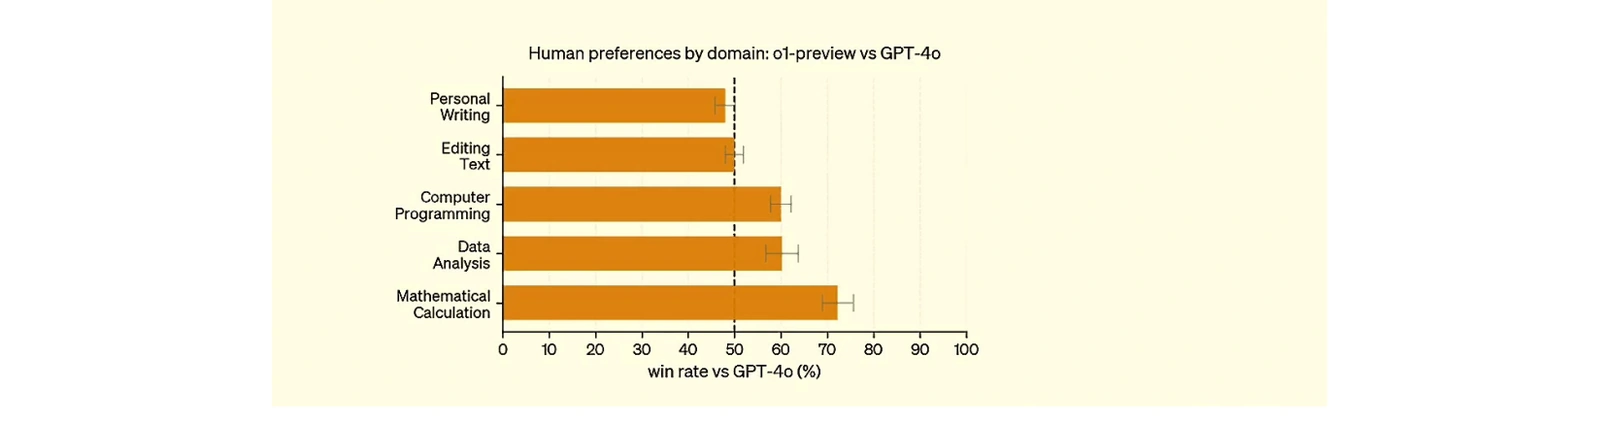 Human preferences by domain: o1-preview vs GPT-4o
Personal
Writing
Editing
Text
Computer
Programming
Data
Analysis
Mathematical
Calculation
0 10 20 30 40 50 60 70 80 90 100
win rate vs GPT-4o (%)